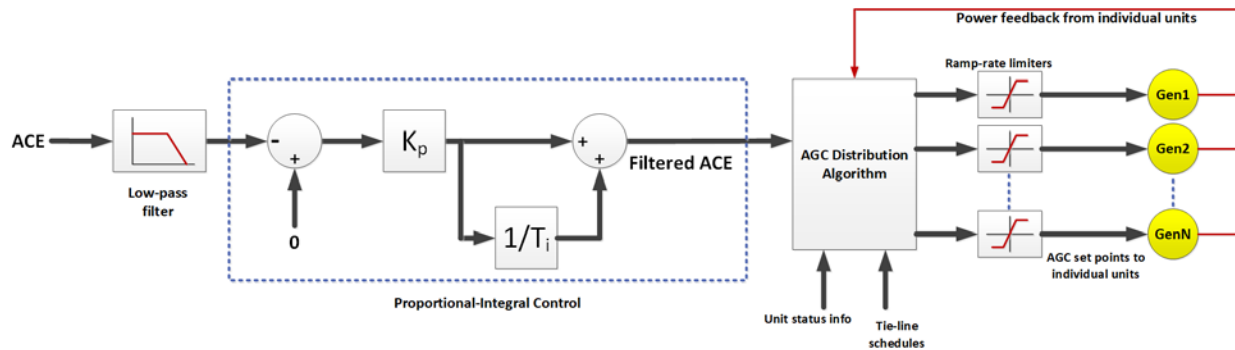 Power feedback from individual units
Ramp-rate limiters
ACE
Low-pass
filter
-
+
0
Kp
+
+
Filtered ACE
1/Ti
Proportional-Integral Control
AGC Distribution
Algorithm
Unit status info
Tie-line
schedules
Gen1
Gen2
GenN
AGC set points to
individual units